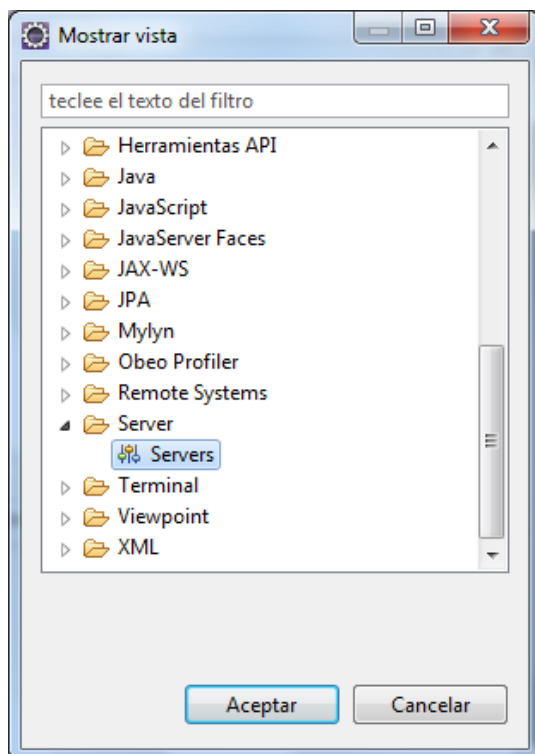 Mostrar vista
teclee el texto del filtro
Herramientas API
Java
JavaScript
JavaServer Faces
JAX-WS
JPA
Mylyn
Obeo Profiler
Remote Systems
Server
Servers
Terminal
Viewpoint
XML
Aceptar Cancelar